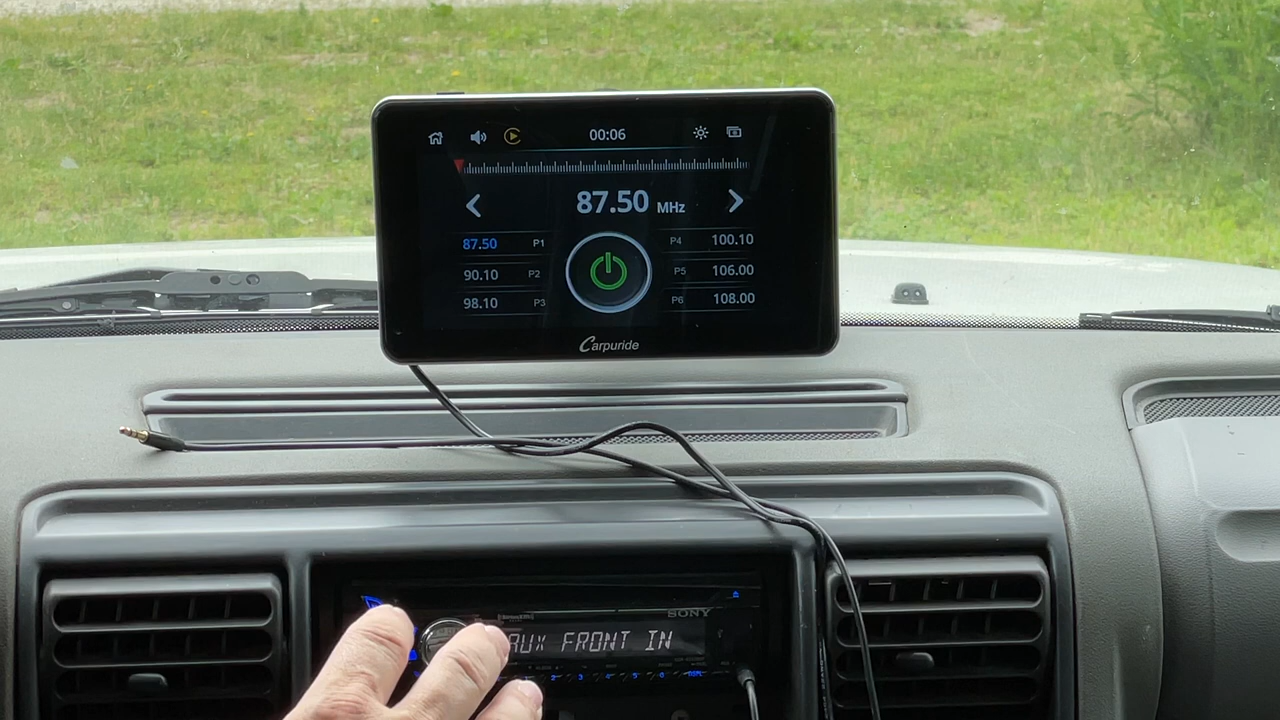 00:06
87.50 MHz
87.50 P1
90.10 P2
98.10 P3
P4 100.10
P5 106.00
P6 108.00
Carpuride
SONY
AUX FRONT IN